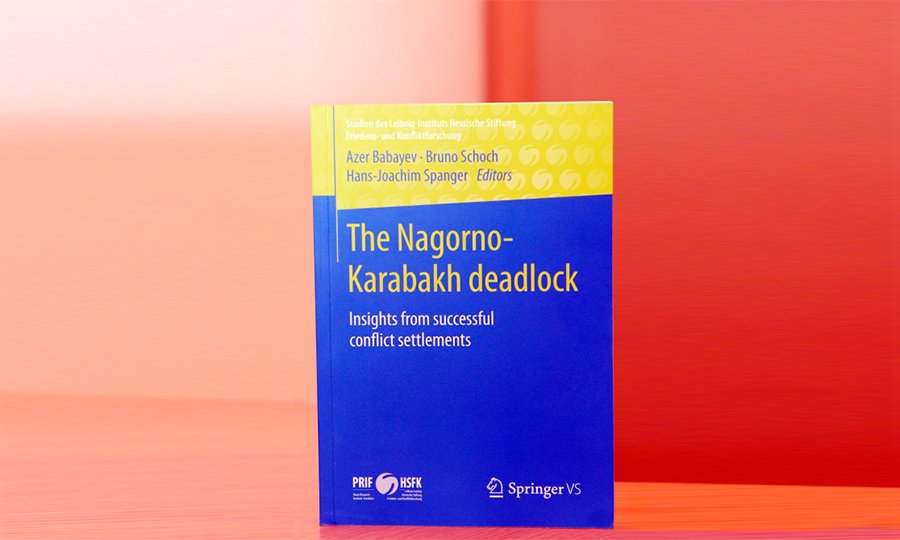 Studien des Leibniz-Instituts Hessische Stiftung
Friedens- und Konfliktforschung
Azer Babayev · Bruno Schoch
Hans-Joachim Spanger Editors
The Nagorno-
Karabakh deadlock
Insights from successful
conflict settlements
PRIF HSFK
Springer VS